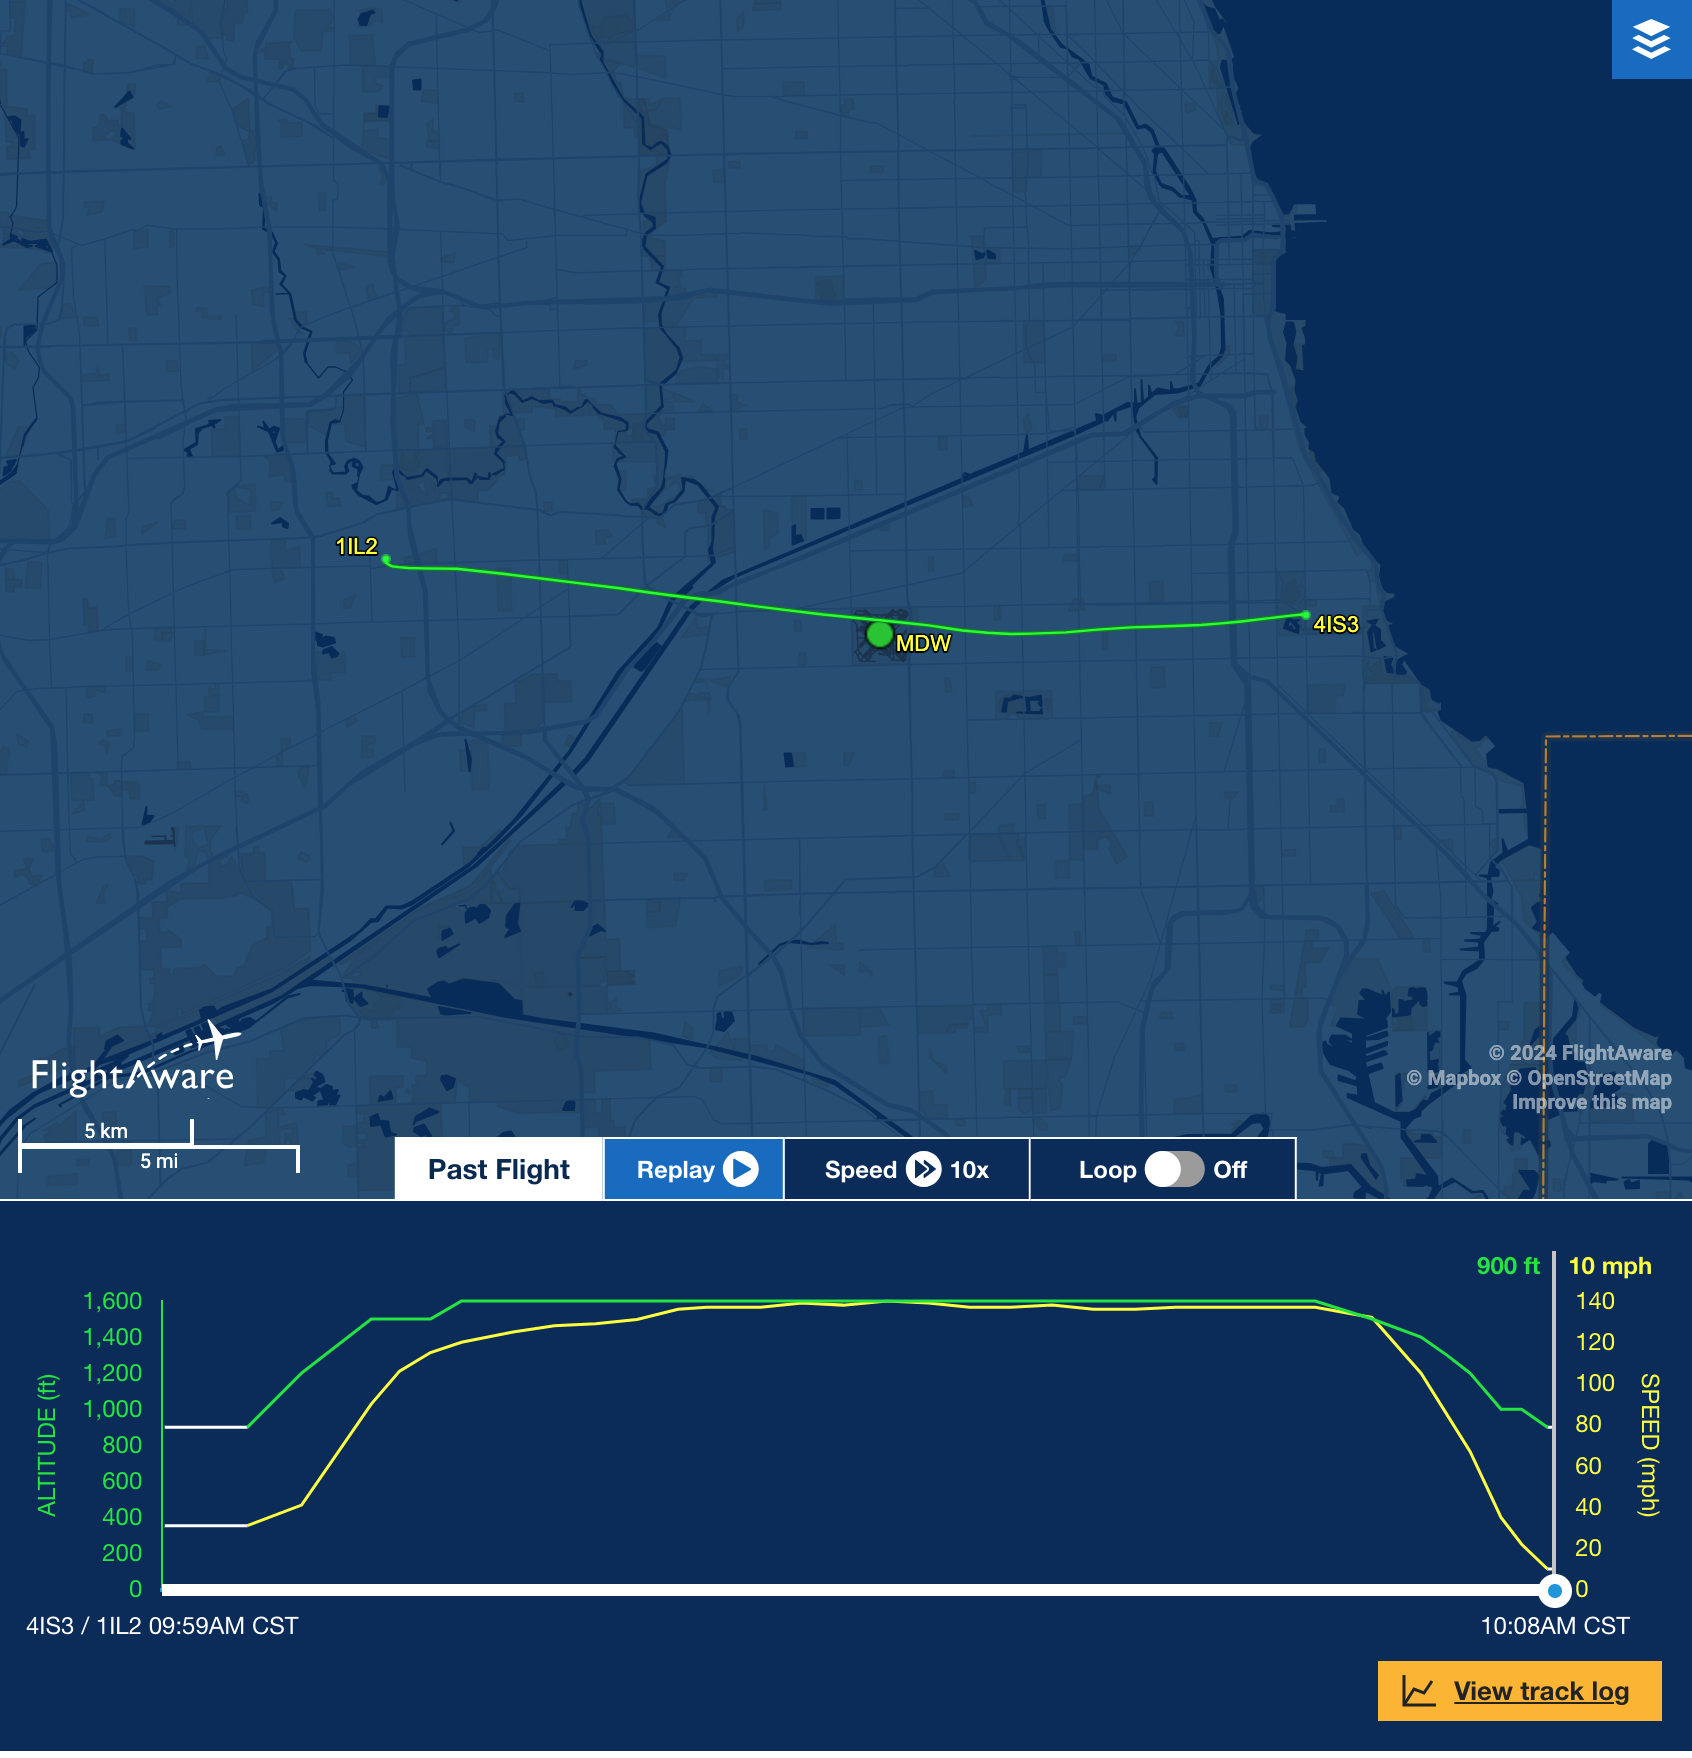 1IL2
4IS3
MDW
FlightAware
© 2024 FlightAware
© Mapbox © OpenStreetMap
Improve this map
5 km
5 mi
Past Flight
Replay
Speed 10x
Loop Off
900 ft 10 mph
1,600
1,400
1,200
1,000
800
600
400
200
0
ALTITUDE (ft)
140
120
100
80
60
40
20
0
SPEED (mph)
4IS3 / 1IL2 09:59AM CST
10:08AM CST
View track log